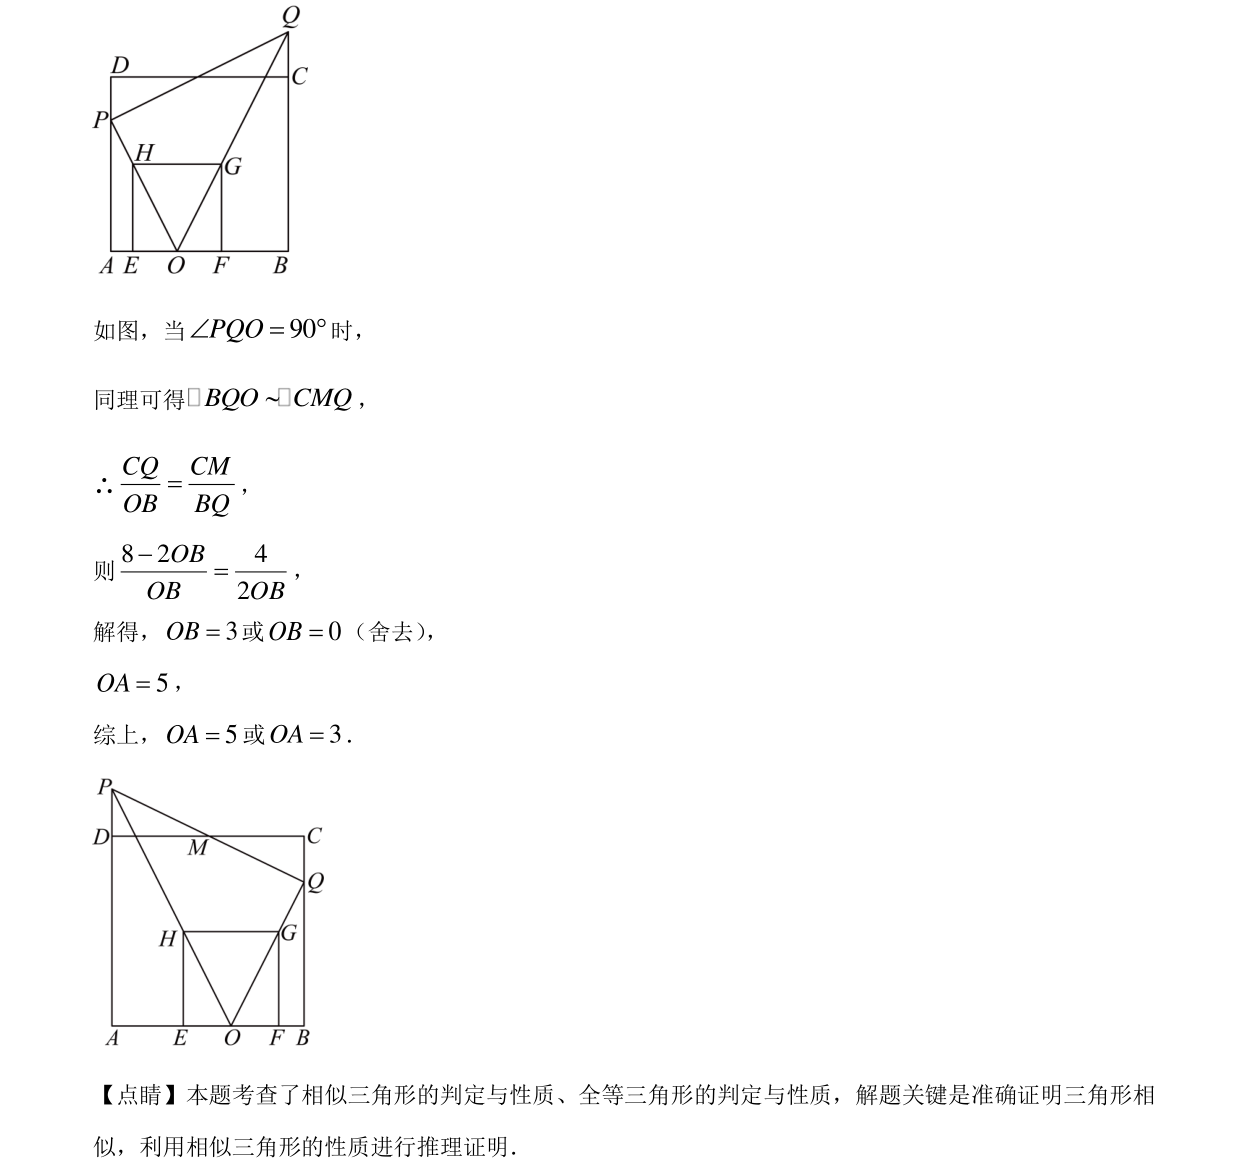 Q
D
C
P
H
G
A E O F B
如图，当∠PQO=90°时，
同理可得□BQO~□CMQ，
∴CQ/OB=CM/BQ，
则(8-2OB)/OB=4/2OB，
解得，OB=3或OB=0（舍去），
OA=5，
综上，OA=5或OA=3．
P
D
M
C
Q
H
G
A E O F B
【点睛】本题考查了相似三角形的判定与性质、全等三角形的判定与性质，解题关键是准确证明三角形相
似，利用相似三角形的性质进行推理证明．